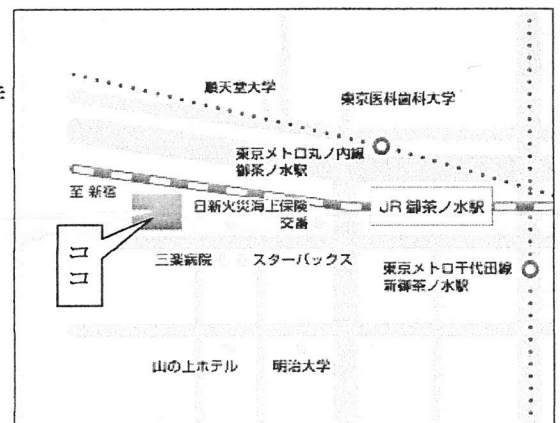 順天堂大学
東京医科歯科大学
東京メトロ丸ノ内線
御茶ノ水駅
至 新宿
日新火災海上保険
交番
JR 御茶ノ水駅
ココ
三楽病院
スターバックス
東京メトロ千代田線
新御茶ノ水駅
山の上ホテル
明治大学